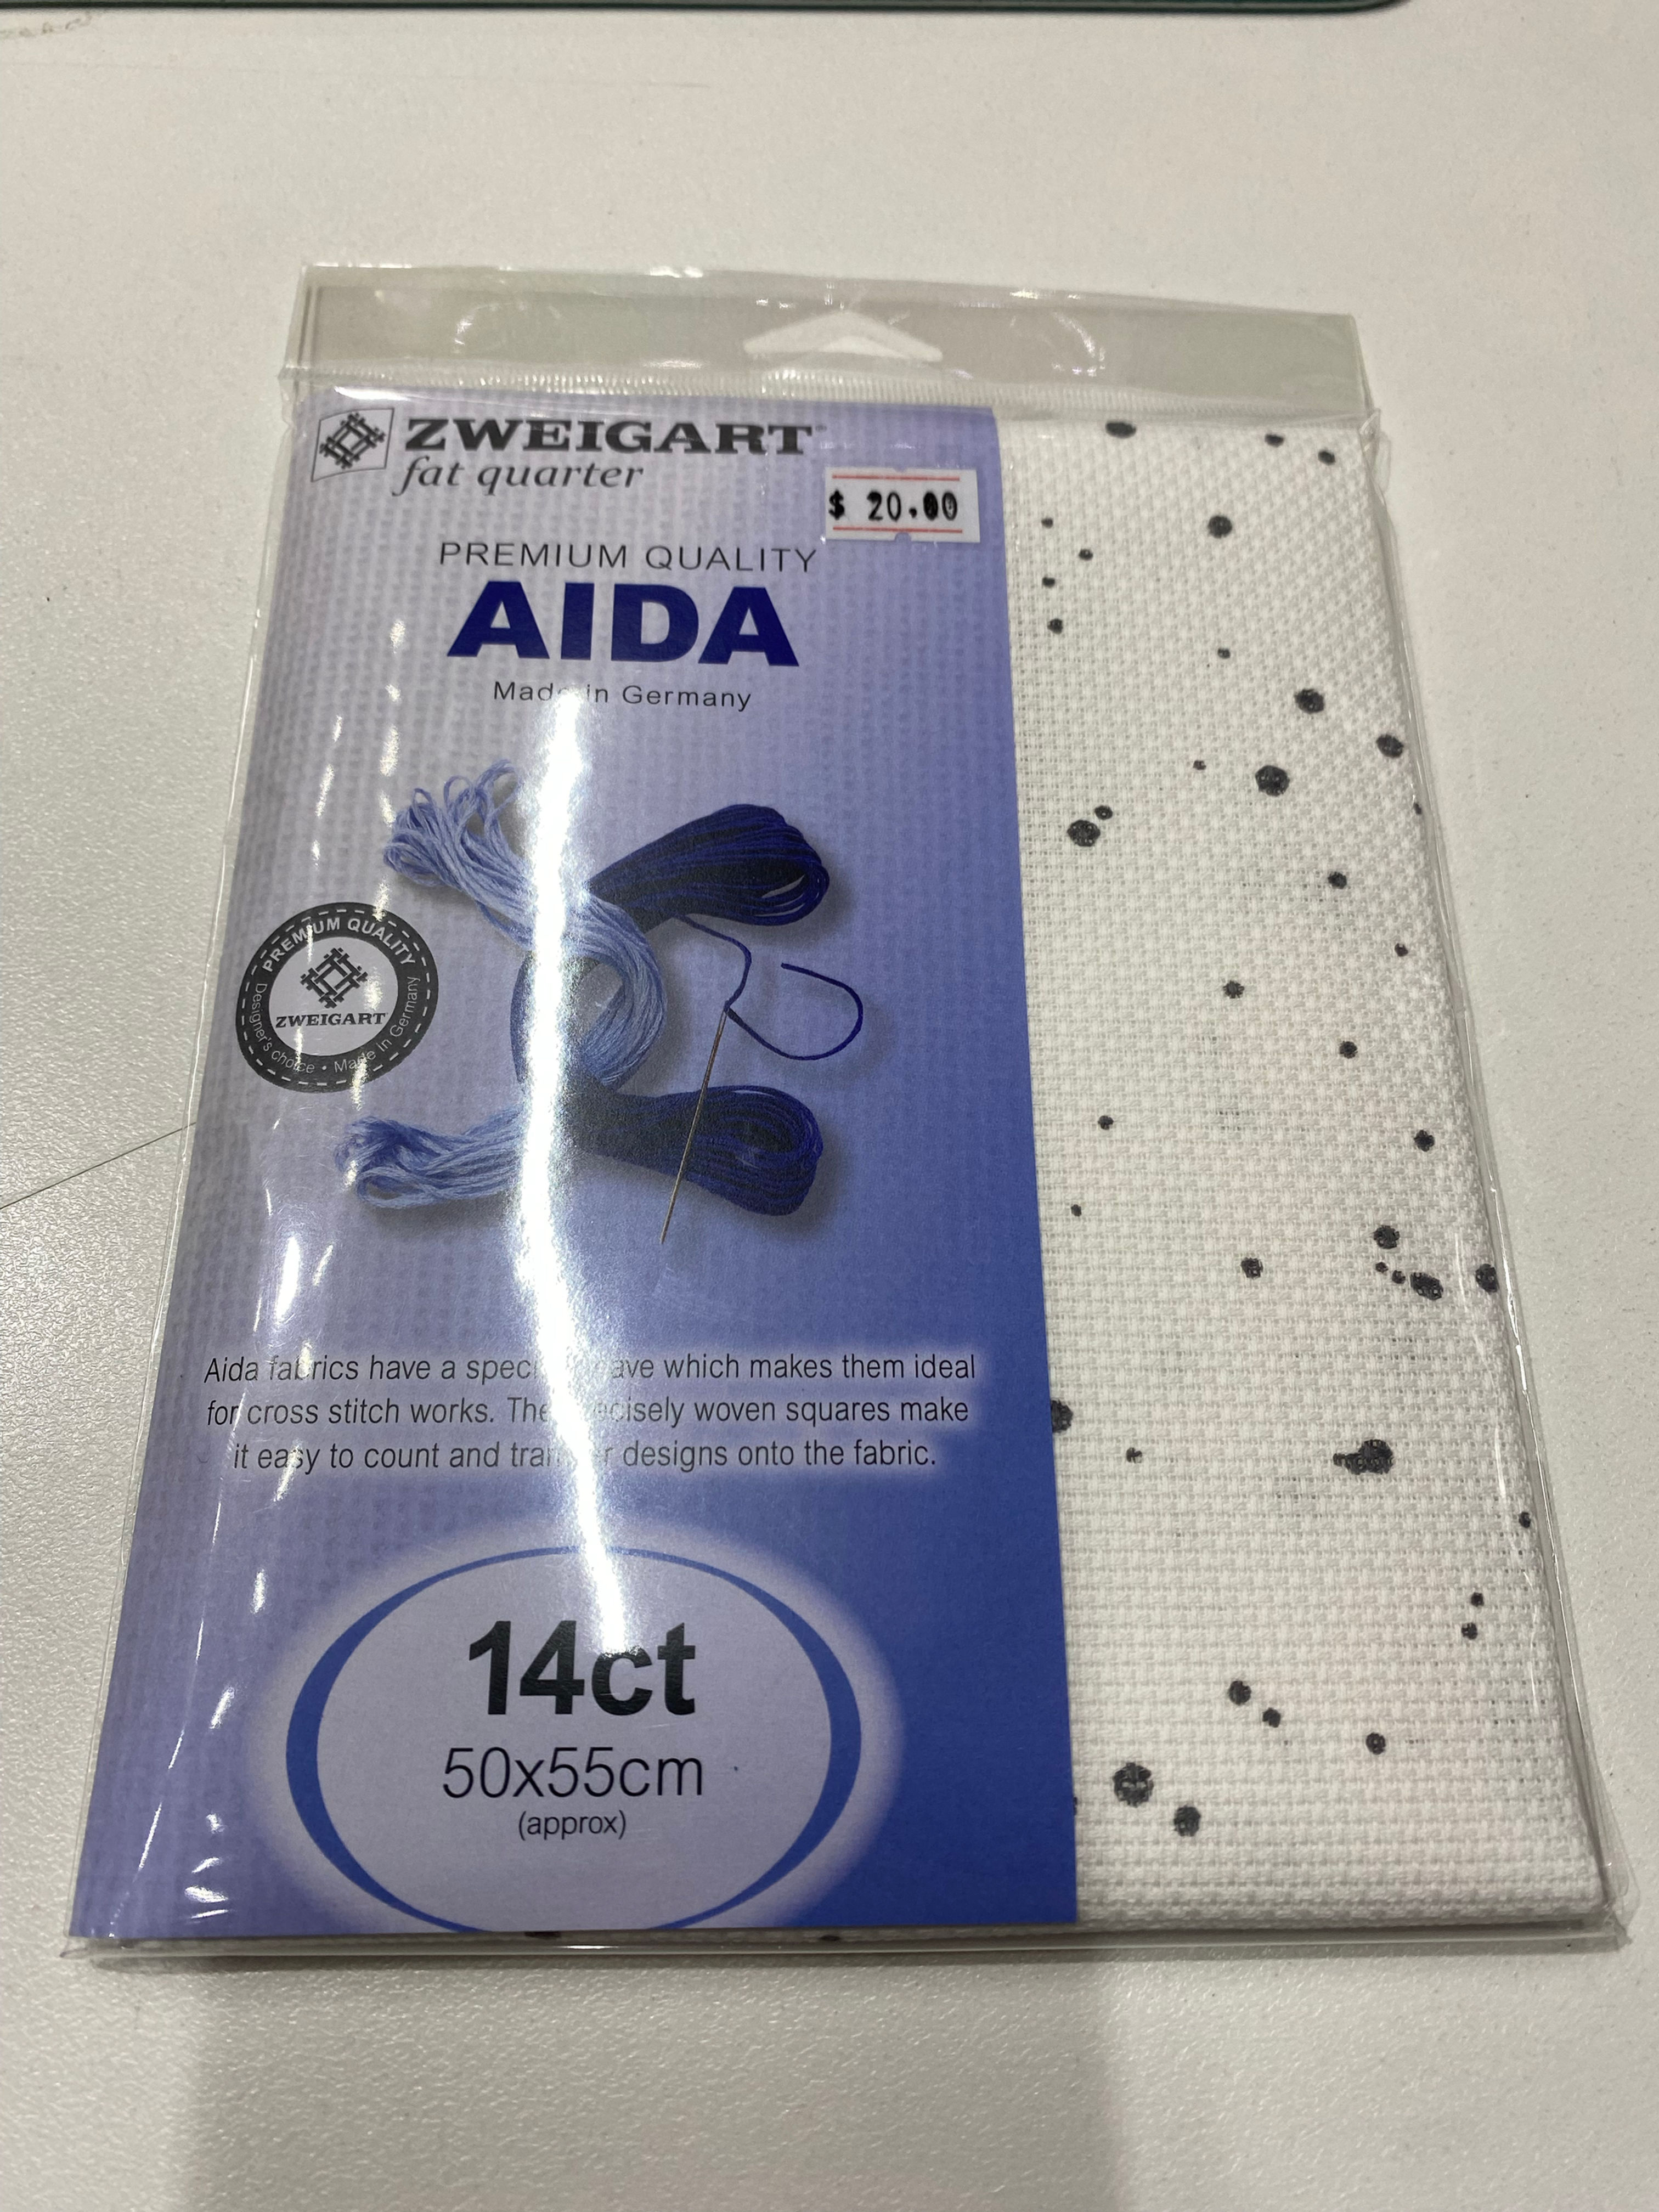 ZWEIGART
fat quarter
$ 20.00
PREMIUM QUALITY
AIDA
Made in Germany
PREMIUM QUALITY
ZWEIGART
Designer's choice • Made in Germany
Aida fabrics have a special weave which makes them ideal
for cross stitch works. The precisely woven squares make
it easy to count and transfer designs onto the fabric.
14ct
50x55cm
(approx)